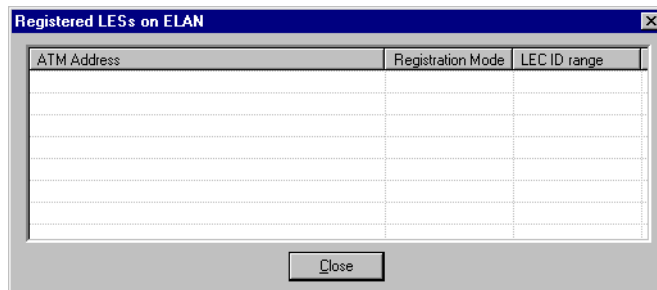 Registered LESs on ELAN
ATM Address Registration Mode LEC ID range
Close